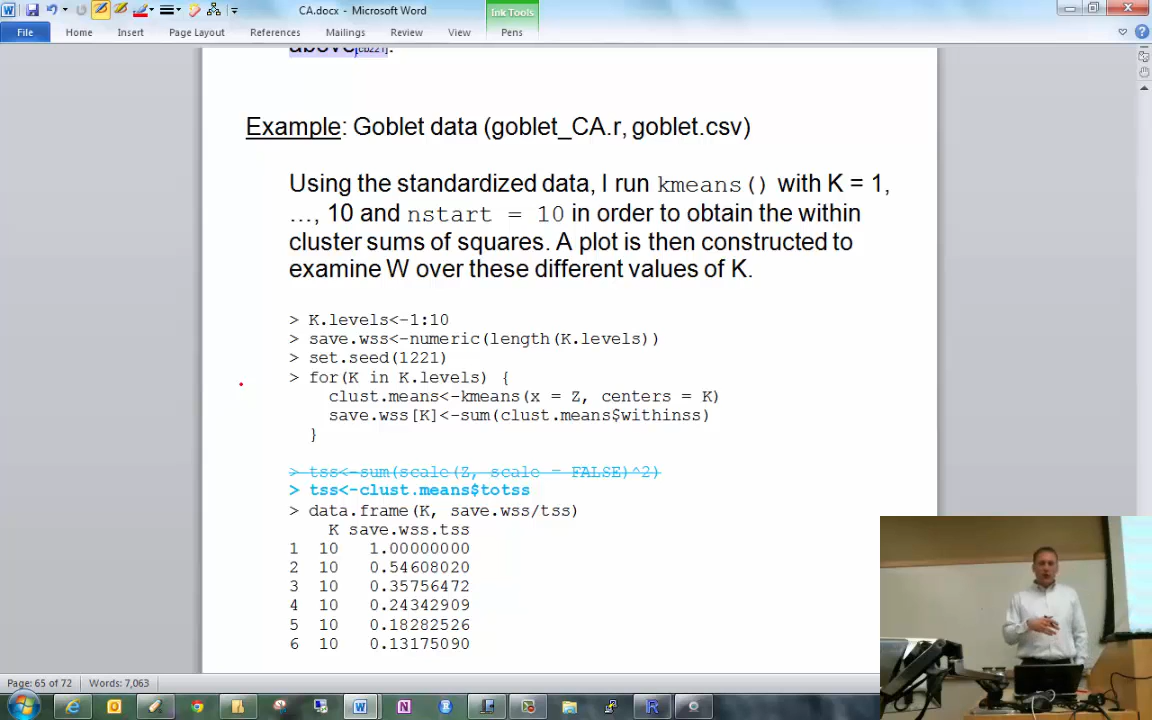 CA.docx - Microsoft Word
Ink Tools
File Home Insert Page Layout References Mailings Review View Pens
above[cb221].
Example: Goblet data (goblet_CA.r, goblet.csv)
Using the standardized data, I run kmeans() with K = 1,
…, 10 and nstart = 10 in order to obtain the within
cluster sums of squares. A plot is then constructed to
examine W over these different values of K.
> K.levels<-1:10
> save.wss<-numeric(length(K.levels))
> set.seed(1221)
> for(K in K.levels) {
clust.means<-kmeans(x = Z, centers = K)
save.wss[K]<-sum(clust.means$withinss)
}
> tss<-sum(scale(Z, scale = FALSE)^2)
> tss<-clust.means$totss
> data.frame(K, save.wss/tss)
K save.wss.tss
1 10 1.00000000
2 10 0.54608020
3 10 0.35756472
4 10 0.24342909
5 10 0.18282526
6 10 0.13175090
Page: 65 of 72 Words: 7,063